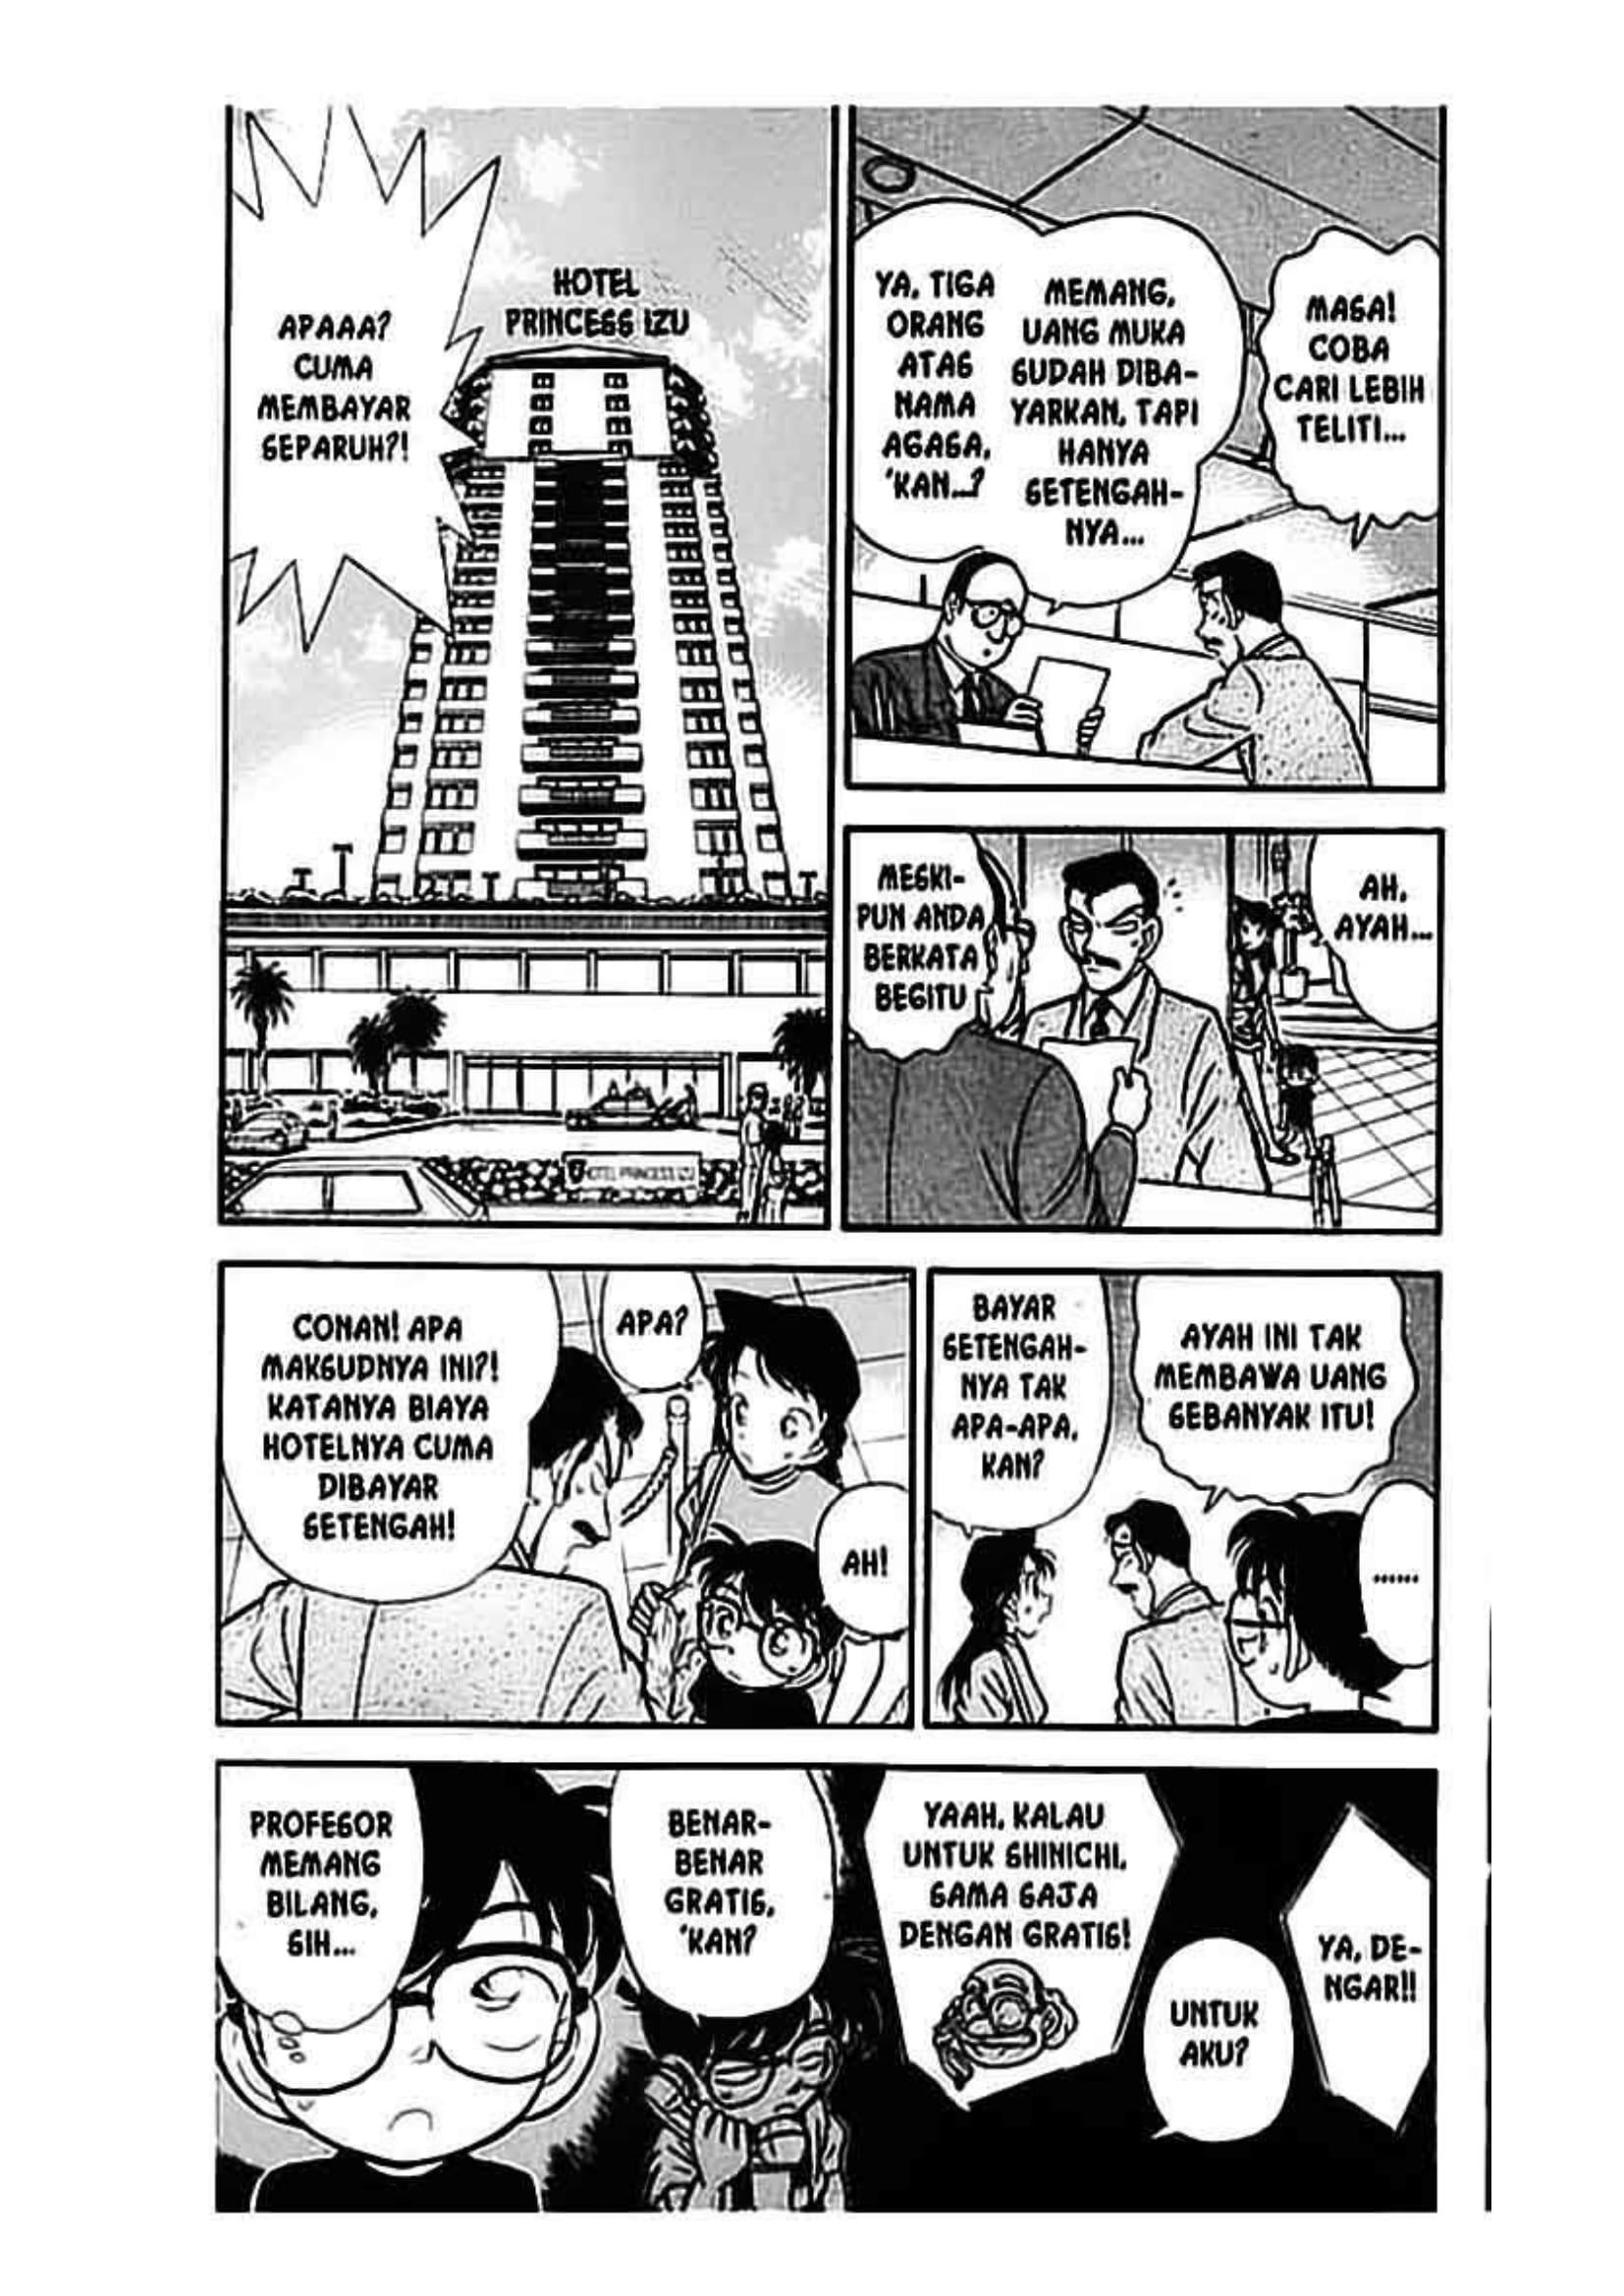 APAAA?
CUMA
MEMBAYAR
SEPARUH?!
HOTEL
PRINCESS IZU
HOTEL PRINCESS IZU
YA, TIGA
ORANG
ATAS
NAMA
AGASA,
'KAN...?
MEMANG,
UANG MUKA
SUDAH DIBA-
YARKAN, TAPI
HANYA
SETENGAH-
NYA...
MASA!
COBA
CARI LEBIH
TELITI...
MESKI-
PUN ANDA
BERKATA
BEGITU
AH,
AYAH...
CONAN! APA
MAKSUDNYA INI?!
KATANYA BIAYA
HOTELNYA CUMA
DIBAYAR
SETENGAH!
APA?
AH!
BAYAR
SETENGAH-
NYA TAK
APA-APA,
KAN?
AYAH INI TAK
MEMBAWA UANG
SEBANYAK ITU!
......
PROFESOR
MEMANG
BILANG,
SIH...
BENAR-
BENAR
GRATIS,
'KAN?
YAAH, KALAU
UNTUK SHINICHI,
SAMA SAJA
DENGAN GRATIS!
UNTUK
AKU?
YA, DE-
NGAR!!